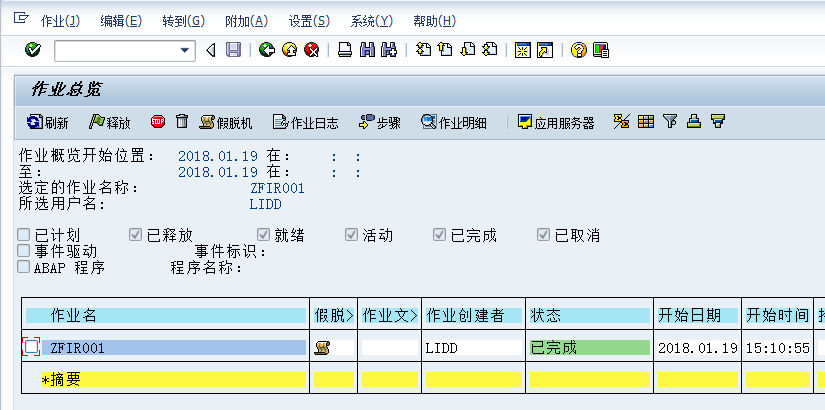 作业(J) 编辑(E) 转到(G) 附加(A) 设置(S) 系统(Y) 帮助(H)
作业总览
刷新 释放 STOP 假脱机 作业日志 步骤 作业明细 应用服务器
作业概览开始位置: 2018.01.19 在: : :
至: 2018.01.19 在: : :
选定的作业名称: ZFIR001
所选用户名: LIDD
已计划 已释放 就绪 活动 已完成 已取消
事件驱动 事件标识:
ABAP 程序 程序名称:
作业名 假脱> 作业文> 作业创建者 状态 开始日期 开始时间
ZFIR001 LIDD 已完成 2018.01.19 15:10:55
*摘要